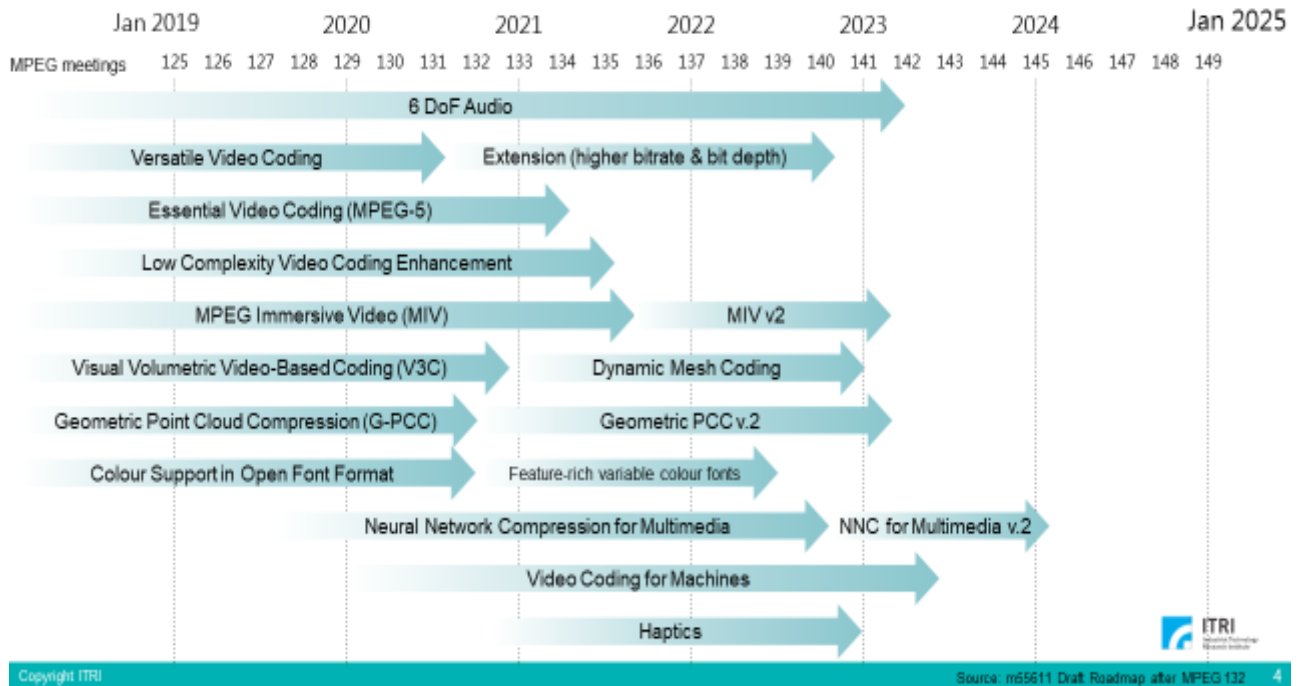 Jan 2019 2020 2021 2022 2023 2024 Jan 2025
MPEG meetings 125 126 127 128 129 130 131 132 133 134 135 136 137 138 139 140 141 142 143 144 145 146 147 148 149
6 DoF Audio
Versatile Video Coding Extension (higher bitrate & bit depth)
Essential Video Coding (MPEG-5)
Low Complexity Video Coding Enhancement
MPEG Immersive Video (MIV) MIV v2
Visual Volumetric Video-Based Coding (V3C) Dynamic Mesh Coding
Geometric Point Cloud Compression (G-PCC) Geometric PCC v.2
Colour Support in Open Font Format Feature-rich variable colour fonts
Neural Network Compression for Multimedia NNC for Multimedia v.2
Video Coding for Machines
Haptics
ITRI
Industrial Technology
Research Institute
Copyright ITRI Source: m55611 Draft Roadmap after MPEG 132 4